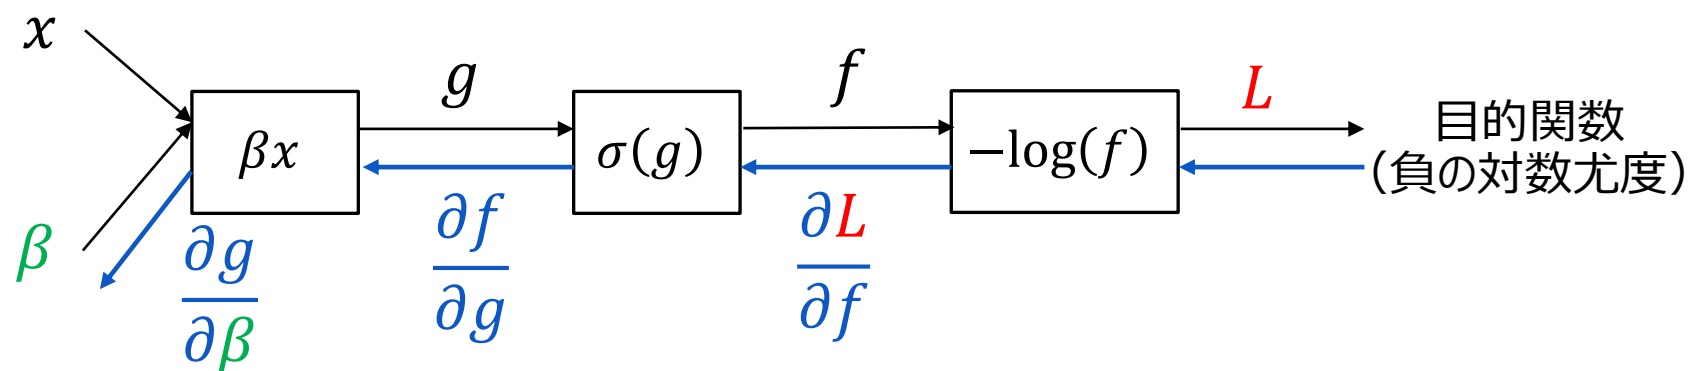 x
g
f
L
βx
σ(g)
−log(f)
目的関数
(負の対数尤度)
β
∂g
∂β
∂f
∂g
∂L
∂f